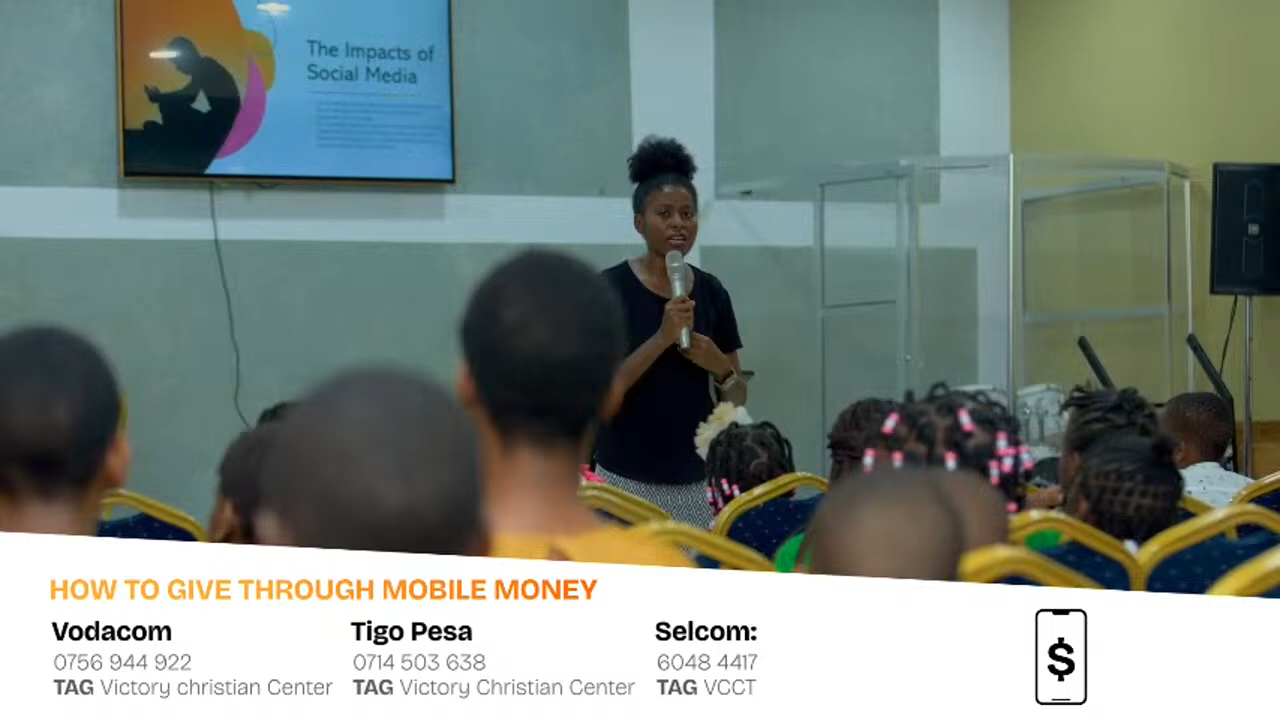 The Impacts of
Social Media
HOW TO GIVE THROUGH MOBILE MONEY
Vodacom
0756 944 922
TAG Victory christian Center
Tigo Pesa
0714 503 638
TAG Victory Christian Center
Selcom:
6048 4417
TAG VCCT
$